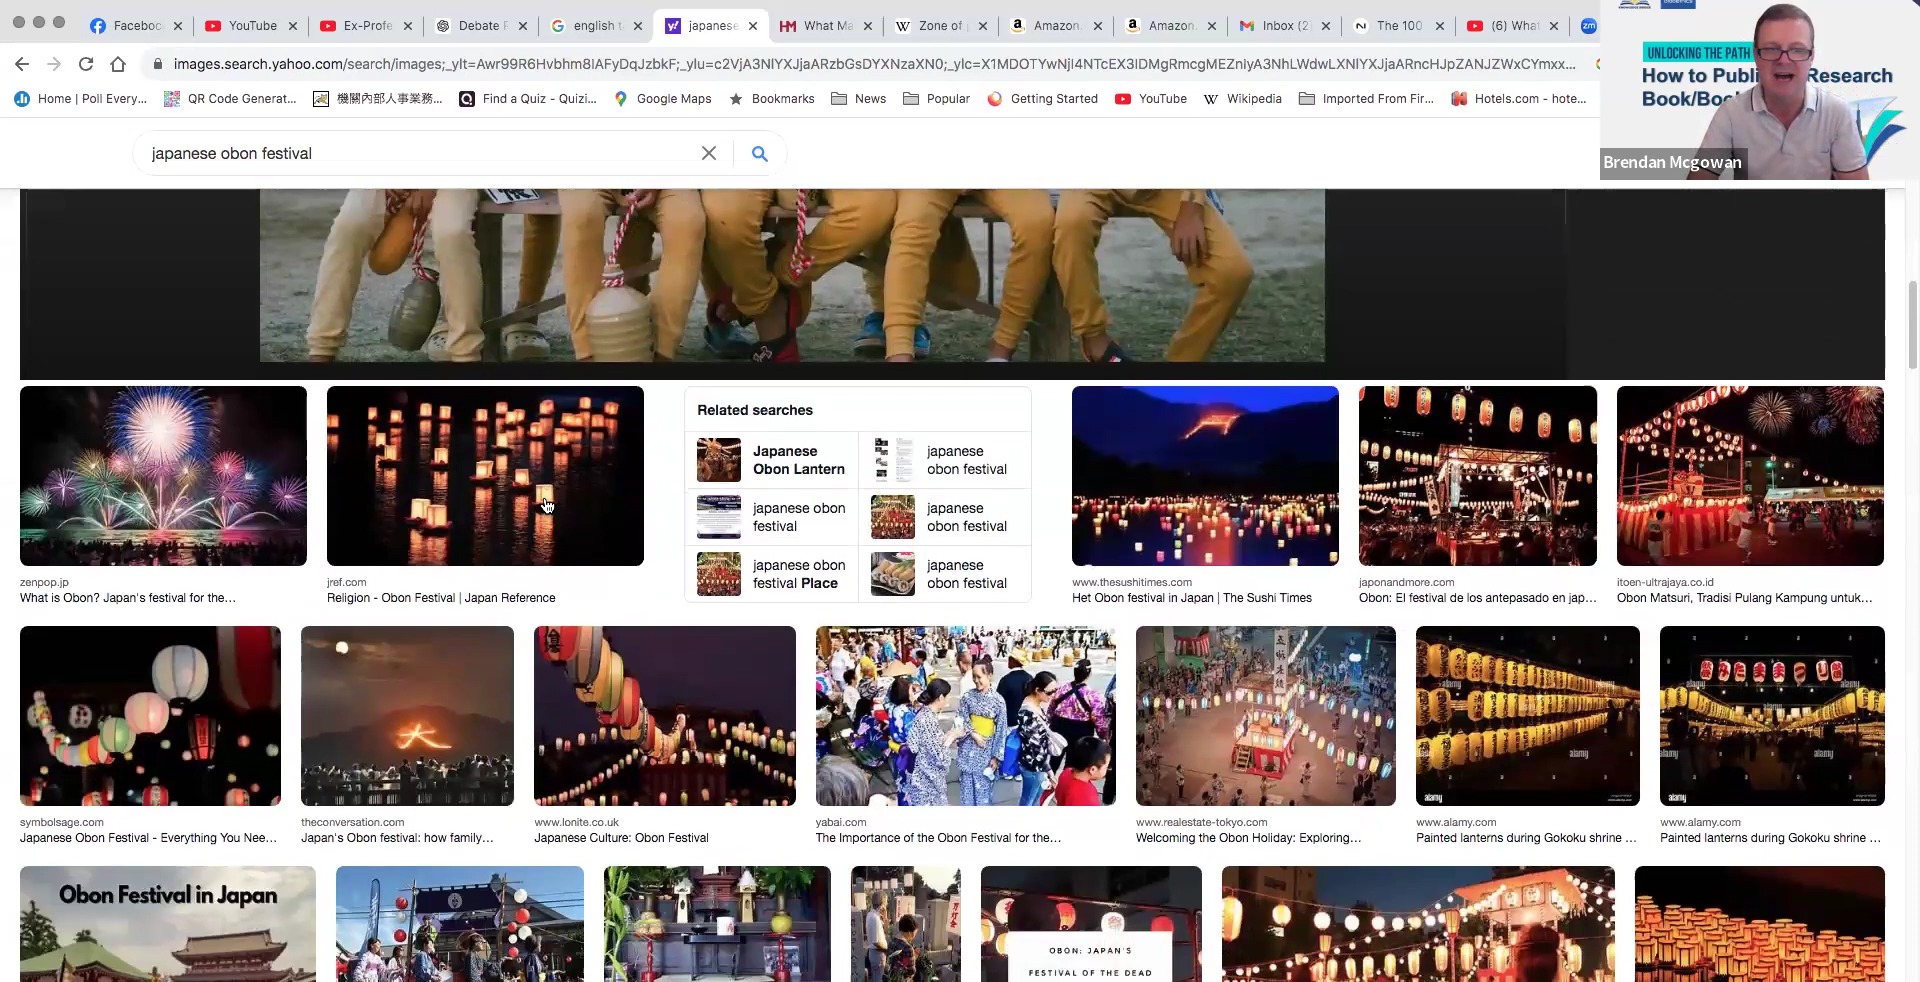 Faceboo
YouTube
Ex-Profe
Debate F
english t
japanese
What Ma
Zone of
Amazon.
Amazon.
Inbox (2)
The 100
(6) What
zm
images.search.yahoo.com/search/images;_ylt=
Home | Poll Every...
QR Code Generat...
機關內部人事業務...
Find a Quiz - Quizi...
Google Maps
Bookmarks
News
Popular
Getting Started
YouTube
Wikipedia
Imported From Fir...
Hotels.com - hote...
UNLOCKING THE PATH
How to Publi
Research
Book/Boo
Brendan Mcgowan
japanese obon festival
Related searches
Japanese
Obon Lantern
japanese
obon festival
japanese obon
festival
japanese
obon festival
japanese obon
festival Place
japanese
obon festival
zenpop.jp
What is Obon? Japan's festival for the...
jref.com
Religion - Obon Festival | Japan Reference
www.thesushitimes.com
Het Obon festival in Japan | The Sushi Times
japonandmore.com
Obon: El festival de los antepasado en jap...
itoen-ultrajaya.co.id
Obon Matsuri, Tradisi Pulang Kampung untuk...
alamy
alamy
alamy
alamy
alamy
alamy
symbolsage.com
Japanese Obon Festival - Everything You Nee...
theconversation.com
Japan's Obon festival: how family...
www.lonite.co.uk
Japanese Culture: Obon Festival
yabai.com
The Importance of the Obon Festival for the...
www.realestate-tokyo.com
Welcoming the Obon Holiday: Exploring...
www.alamy.com
Painted lanterns during Gokoku shrine ...
www.alamy.com
Painted lanterns during Gokoku shrine ...
Obon Festival in Japan
OBON: JAPAN'S
FESTIVAL OF THE DEAD